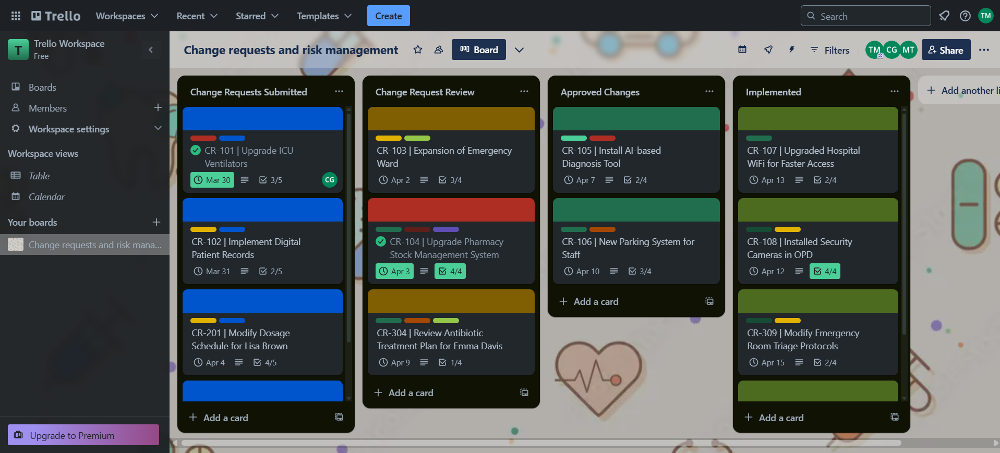 Trello
Workspaces
Recent
Starred
Templates
Create
Search
TM
T
Trello Workspace
Free
Boards
Members
Workspace settings
Workspace views
Table
Calendar
Your boards
Change requests and risk mana...
Upgrade to Premium
Change requests and risk management
Board
Filters
TM
CG
MT
Share
Change Requests Submitted
CR-101 | Upgrade ICU
Ventilators
Mar 30
3/5
CG
CR-102 | Implement Digital
Patient Records
Mar 31
2/5
CR-201 | Modify Dosage
Schedule for Lisa Brown
Apr 4
4/5
Add a card
Change Request Review
CR-103 | Expansion of Emergency
Ward
Apr 2
3/4
CR-104 | Upgrade Pharmacy
Stock Management System
Apr 3
4/4
CR-304 | Review Antibiotic
Treatment Plan for Emma Davis
Apr 9
1/4
Add a card
Approved Changes
CR-105 | Install AI-based
Diagnosis Tool
Apr 7
2/4
CR-106 | New Parking System for
Staff
Apr 10
3/4
Add a card
Implemented
CR-107 | Upgraded Hospital
WiFi for Faster Access
Apr 13
2/4
CR-108 | Installed Security
Cameras in OPD
Apr 12
4/4
CR-309 | Modify Emergency
Room Triage Protocols
Apr 15
2/4
Add a card
Add another li